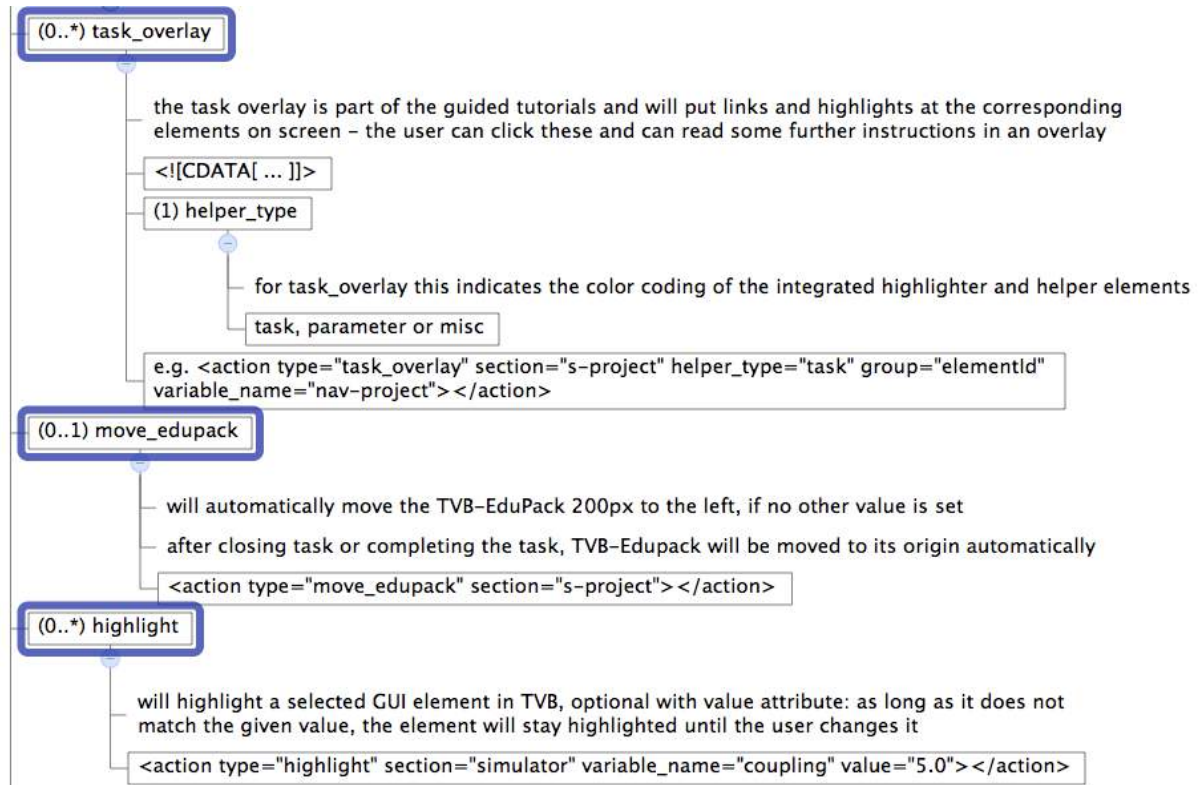 (0..*) task_overlay
the task overlay is part of the guided tutorials and will put links and highlights at the corresponding
elements on screen – the user can click these and can read some further instructions in an overlay
<![CDATA[ ... ]]>
(1) helper_type
for task_overlay this indicates the color coding of the integrated highlighter and helper elements
task, parameter or misc
e.g. <action type="task_overlay" section="s-project" helper_type="task" group="elementId"
variable_name="nav-project"></action>
(0..1) move_edupack
will automatically move the TVB-EduPack 200px to the left, if no other value is set
after closing task or completing the task, TVB-Edupack will be moved to its origin automatically
<action type="move_edupack" section="s-project"></action>
(0..*) highlight
will highlight a selected GUI element in TVB, optional with value attribute: as long as it does not
match the given value, the element will stay highlighted until the user changes it
<action type="highlight" section="simulator" variable_name="coupling" value="5.0"></action>